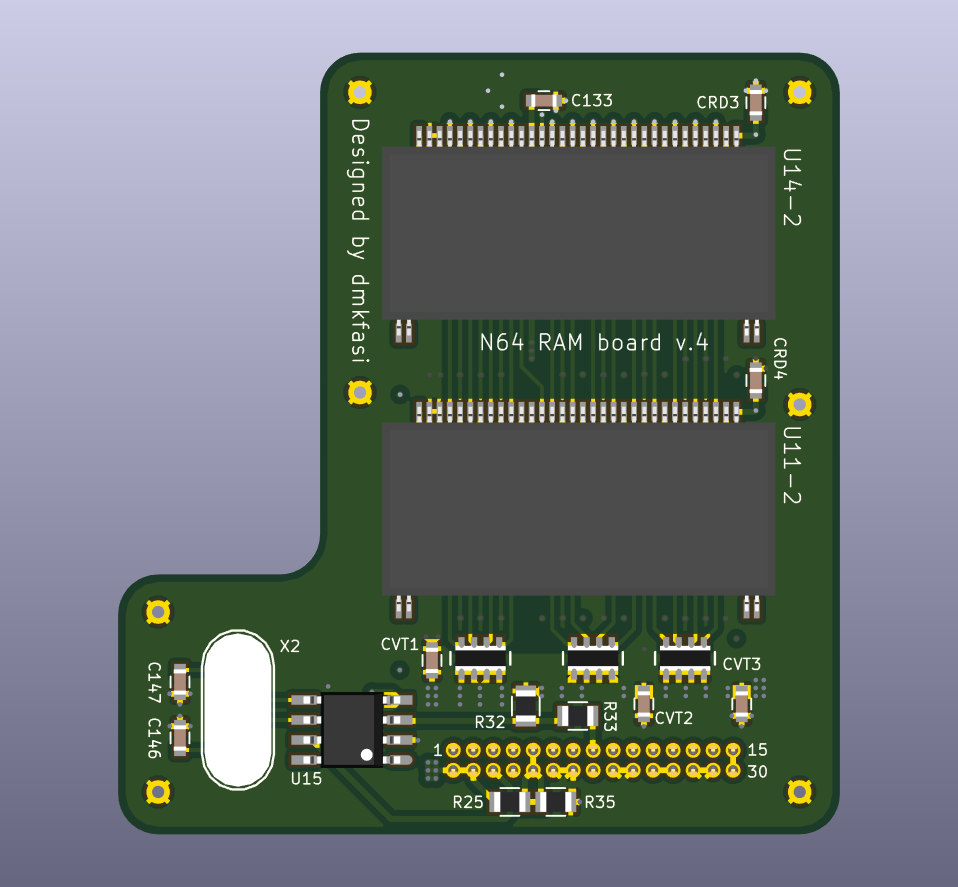 C133
CRD3
U14-2
Designed by dmkfasi
N64 RAM board v.4
CRD4
U11-2
X2
CVT1
CVT3
C147
C146
R32
R33
CVT2
U15
1
15
30
R25
R35